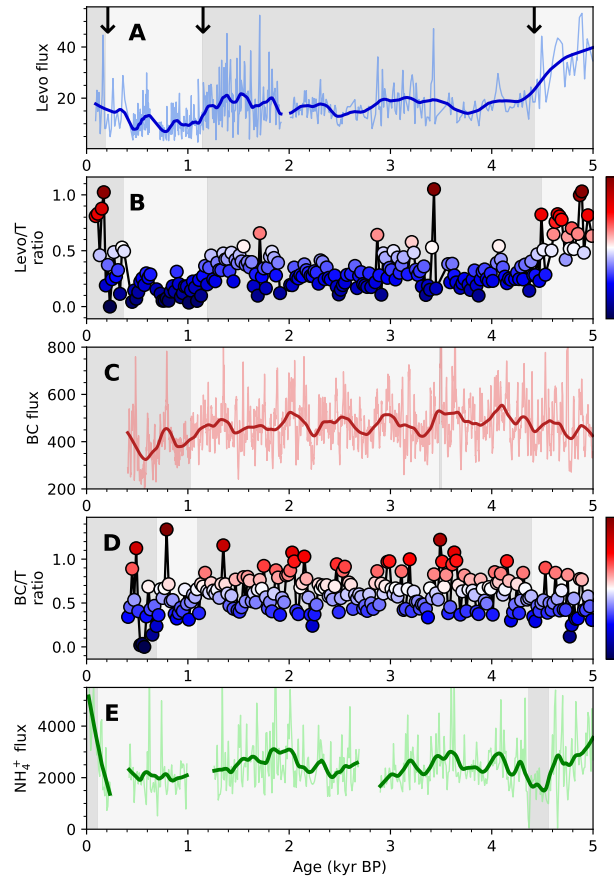 A
Levo flux
40
20
0 1 2 3 4 5
B
Levo/T
ratio
1.0
0.5
0.0
0 1 2 3 4 5
C
BC flux
800
600
400
200
0 1 2 3 4 5
D
BC/T
ratio
1.0
0.5
0.0
0 1 2 3 4 5
E
NH₄⁺ flux
4000
2000
0
0 1 2 3 4 5
Age (kyr BP)